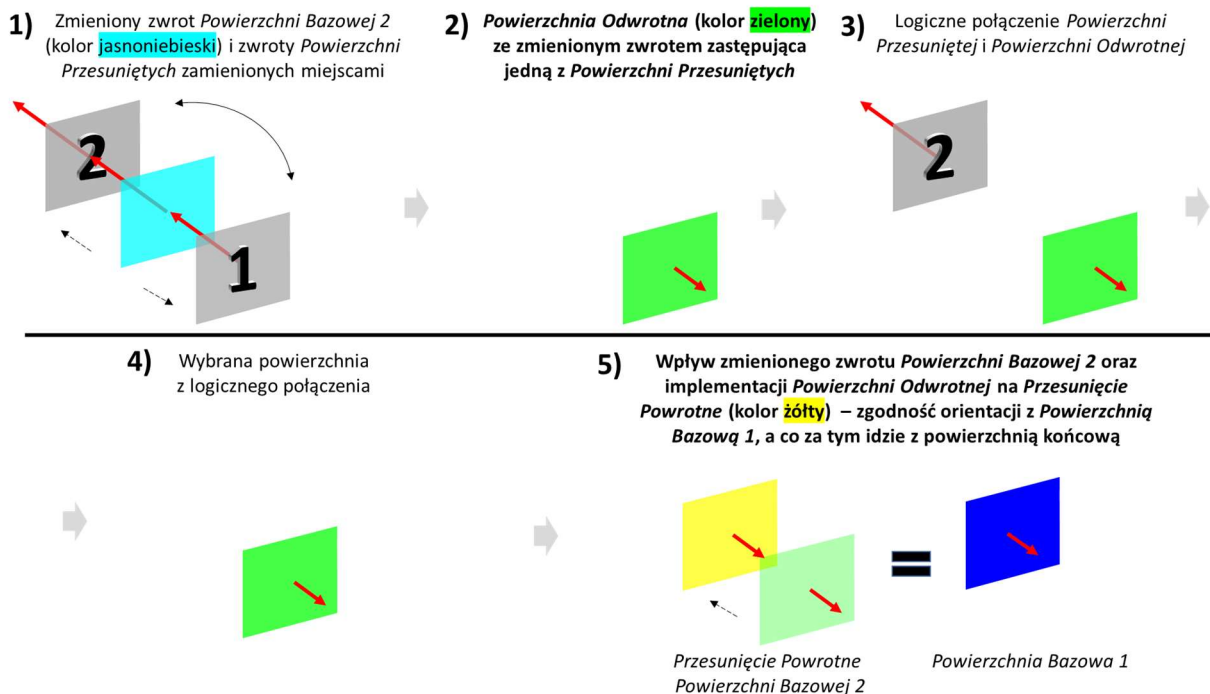 1) Zmieniony zwrot Powierzchni Bazowej 2
(kolor jasnoniebieski) i zwroty Powierzchni
Przesuniętych zamienionych miejscami
2
1
2) Powierzchnia Odwrotna (kolor zielony)
ze zmienionym zwrotem zastępująca
jedną z Powierzchni Przesuniętych
3) Logiczne połączenie Powierzchni
Przesuniętej i Powierzchni Odwrotnej
2
4) Wybrana powierzchnia
z logicznego połączenia
5) Wpływ zmienionego zwrotu Powierzchni Bazowej 2 oraz
implementacji Powierzchni Odwrotnej na Przesunięcie
Powrotne (kolor żółty) – zgodność orientacji z Powierzchnią
Bazową 1, a co za tym idzie z powierzchnią końcową
=
Przesunięcie Powrotne
Powierzchni Bazowej 2
Powierzchnia Bazowa 1